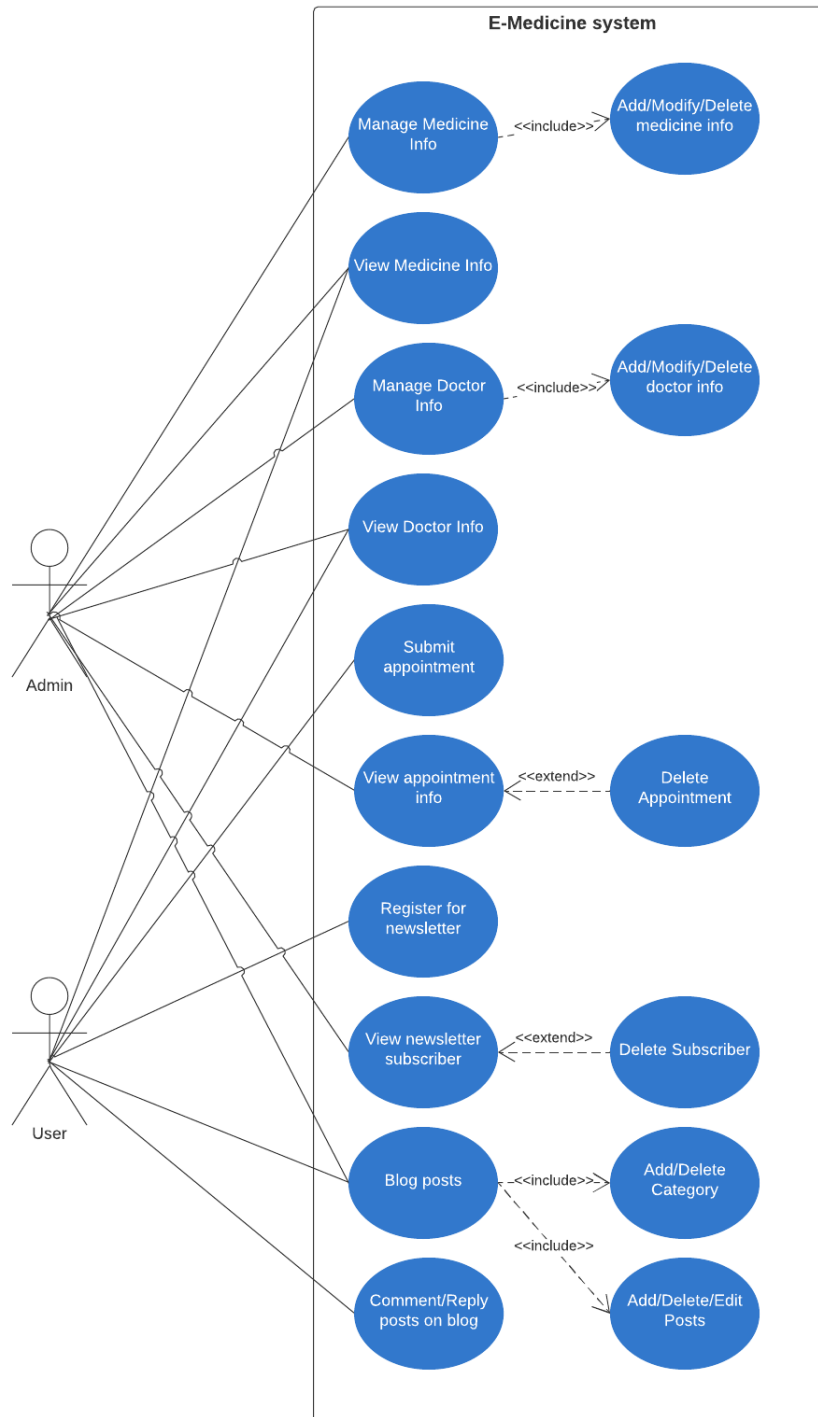 E-Medicine system
Manage Medicine
Info
<<include>>
Add/Modify/Delete
medicine info
View Medicine Info
Manage Doctor
Info
<<include>>
Add/Modify/Delete
doctor info
View Doctor Info
Submit
appointment
Admin
View appointment
info
<<extend>>
Delete
Appointment
Register for
newsletter
View newsletter
subscriber
<<extend>>
Delete Subscriber
User
Blog posts
<<include>>
Add/Delete
Category
<<include>>
Comment/Reply
posts on blog
Add/Delete/Edit
Posts